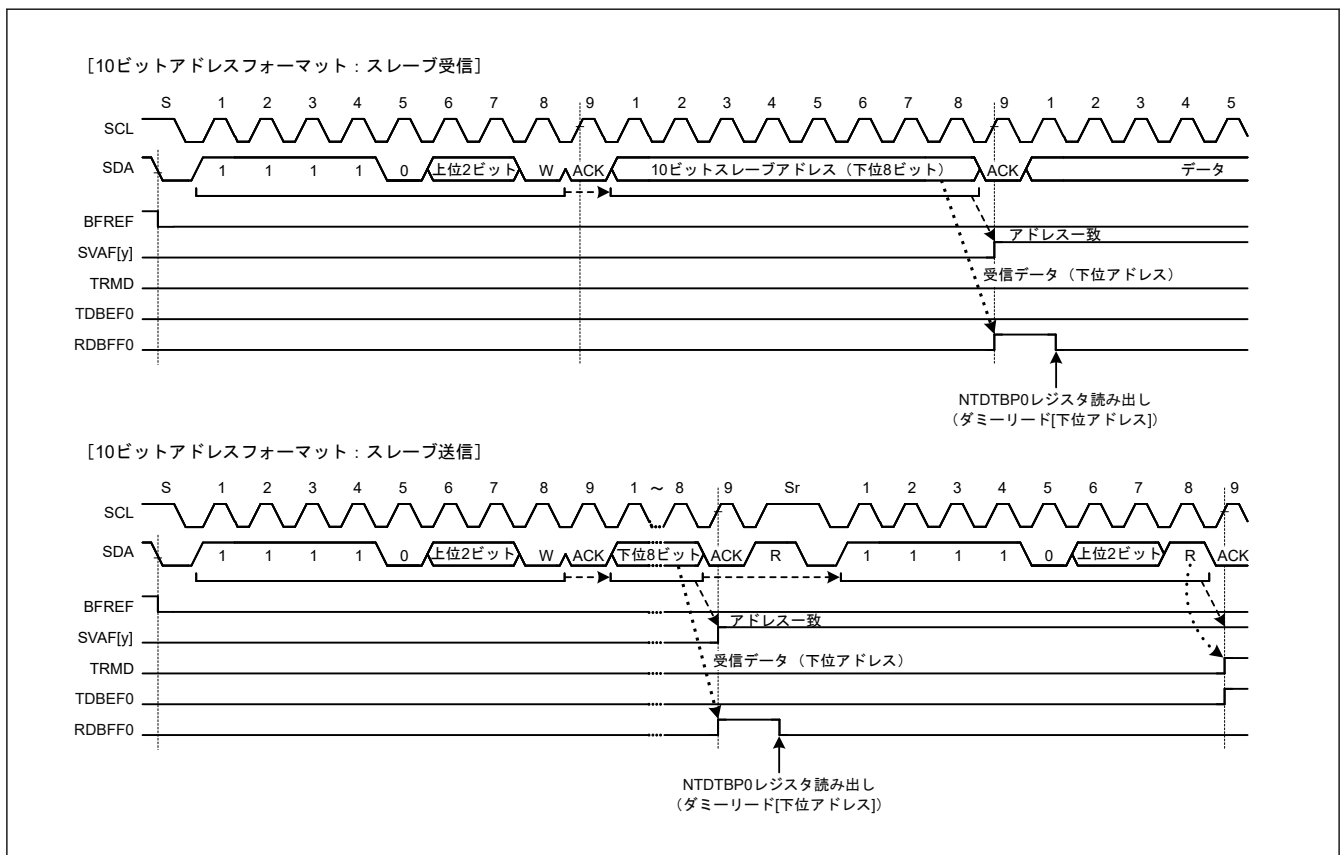 ［10ビットアドレスフォーマット：スレーブ受信］
S 1 2 3 4 5 6 7 8 9 1 2 3 4 5 6 7 8 9 1 2 3 4 5
SCL
SDA 1 1 1 1 0 上位2ビット W ACK 10ビットスレーブアドレス（下位8ビット） ACK データ
BFREF
アドレス一致
SVAF[y]
受信データ（下位アドレス）
TRMD
TDBEF0
RDBFF0
NTDTBP0レジスタ読み出し
（ダミーリード[下位アドレス]）
［10ビットアドレスフォーマット：スレーブ送信］
S 1 2 3 4 5 6 7 8 9 1 ～ 8 9 Sr 1 2 3 4 5 6 7 8 9
SCL
SDA 1 1 1 1 0 上位2ビット W ACK 下位8ビット ACK R 1 1 1 1 0 上位2ビット R ACK
BFREF
アドレス一致
SVAF[y]
受信データ（下位アドレス）
TRMD
TDBEF0
RDBFF0
NTDTBP0レジスタ読み出し
（ダミーリード[下位アドレス]）